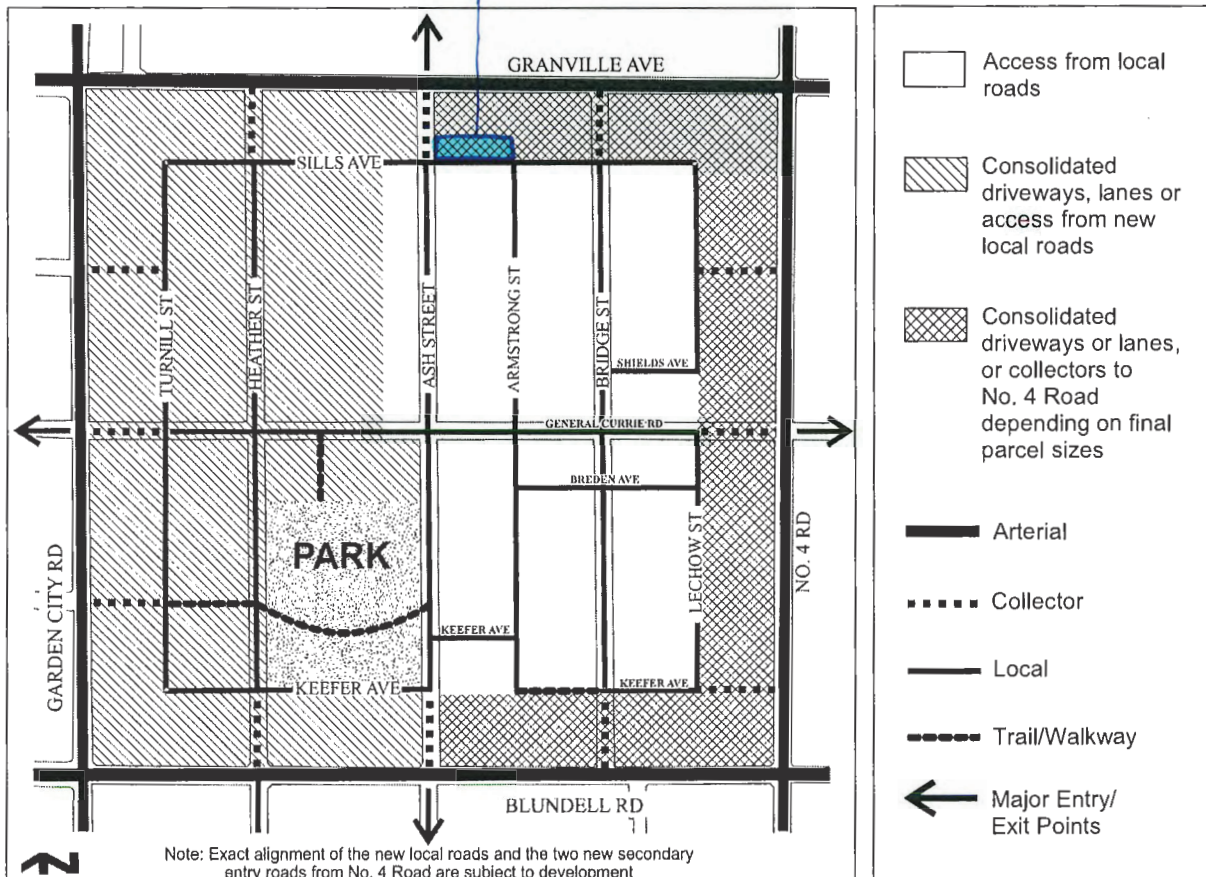 GRANVILLE AVE
SILLS AVE
TURNILL ST
HEATHER ST
ASH STREET
ARMSTRONG ST
BRIDGE ST
SHIELDS AVE
GENERAL CURRIE RD
BREDEN AVE
PARK
GARDEN CITY RD
LECHOW ST
NO. 4 RD
KEEFER AVE
KEEFER AVE
KEEFER AVE
BLUNDELL RD
Note: Exact alignment of the new local roads and the two new secondary
entry roads from No. 4 Road are subject to development
Access from local
roads
Consolidated
driveways, lanes or
access from new
local roads
Consolidated
driveways or lanes,
or collectors to
No. 4 Road
depending on final
parcel sizes
Arterial
Collector
Local
Trail/Walkway
Major Entry/
Exit Points